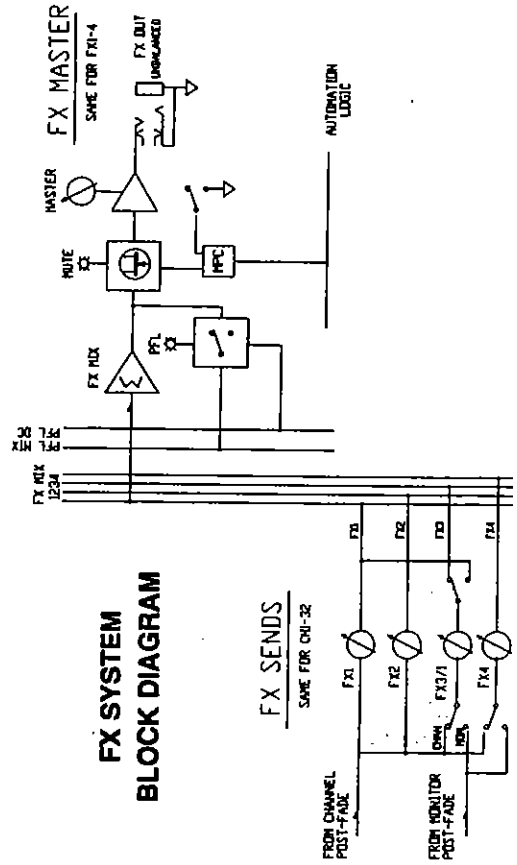 FX SYSTEM
BLOCK DIAGRAM
FX MASTER
SAME FOR FX1-4
MASTER
MUTE
PFL
FX MIX
FX OUT
UNBALANCED
MPC
AUTOMATION
LOGIC
PFL DC
PFL MIX
FX MIX
1234
FX SENDS
SAME FOR CH1-32
FX1
FX2
FX3/1
FX4
FX1
FX2
FX3
FX4
CHAN
MON
FROM CHANNEL
POST-FADE
FROM MONITOR
POST-FADE